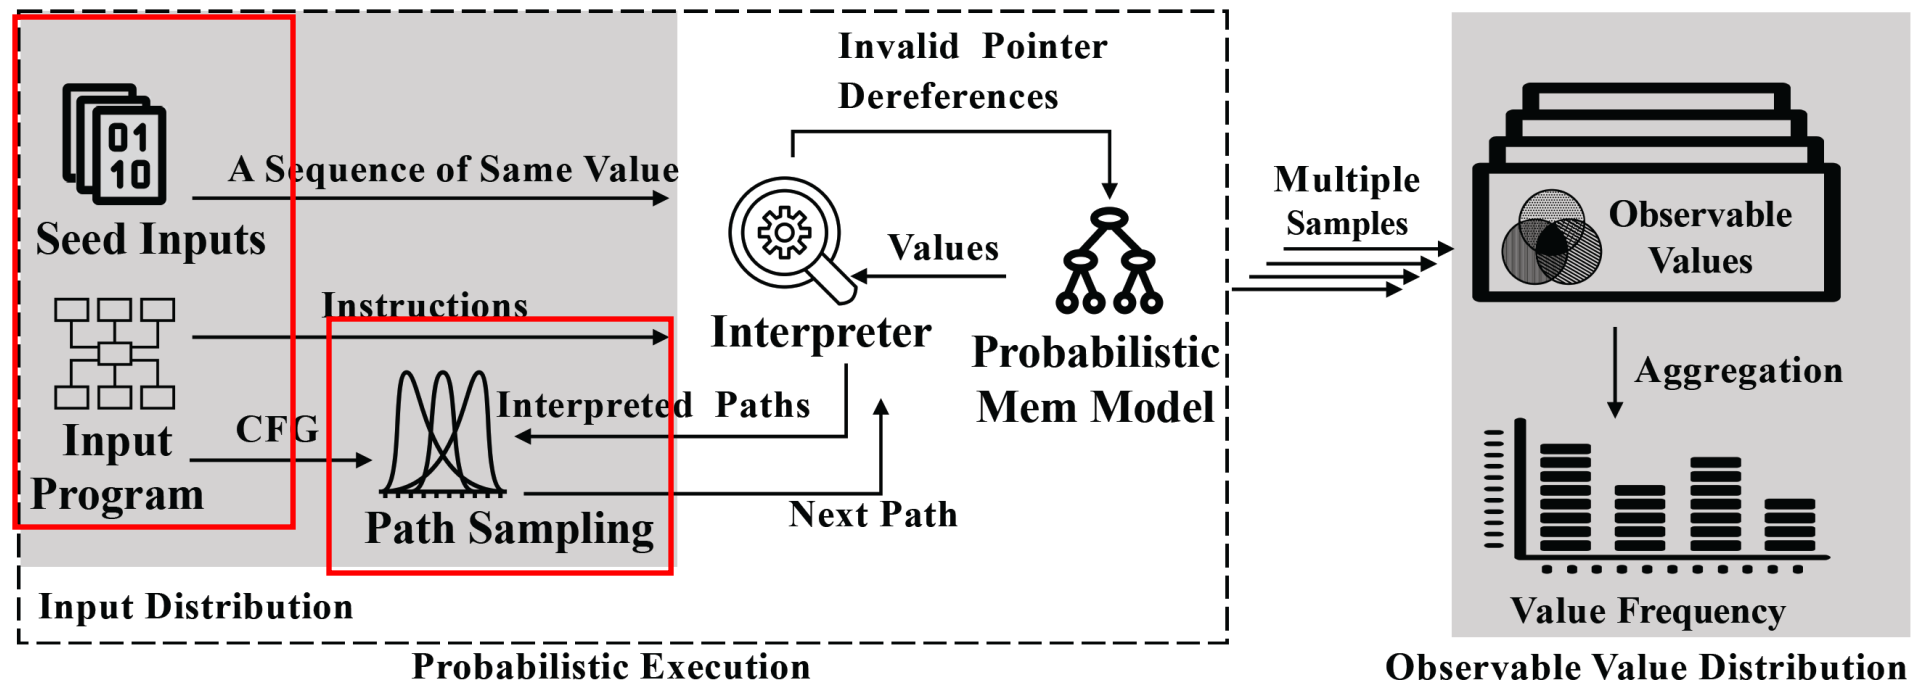 Invalid Pointer
Dereferences
01
10
A Sequence of Same Value
Seed Inputs
Multiple
Samples
Observable
Values
Values
Instructions
Interpreter
Probabilistic
Mem Model
Aggregation
Interpreted Paths
CFG
Input
Program
Path Sampling
Next Path
Input Distribution
Value Frequency
Probabilistic Execution
Observable Value Distribution